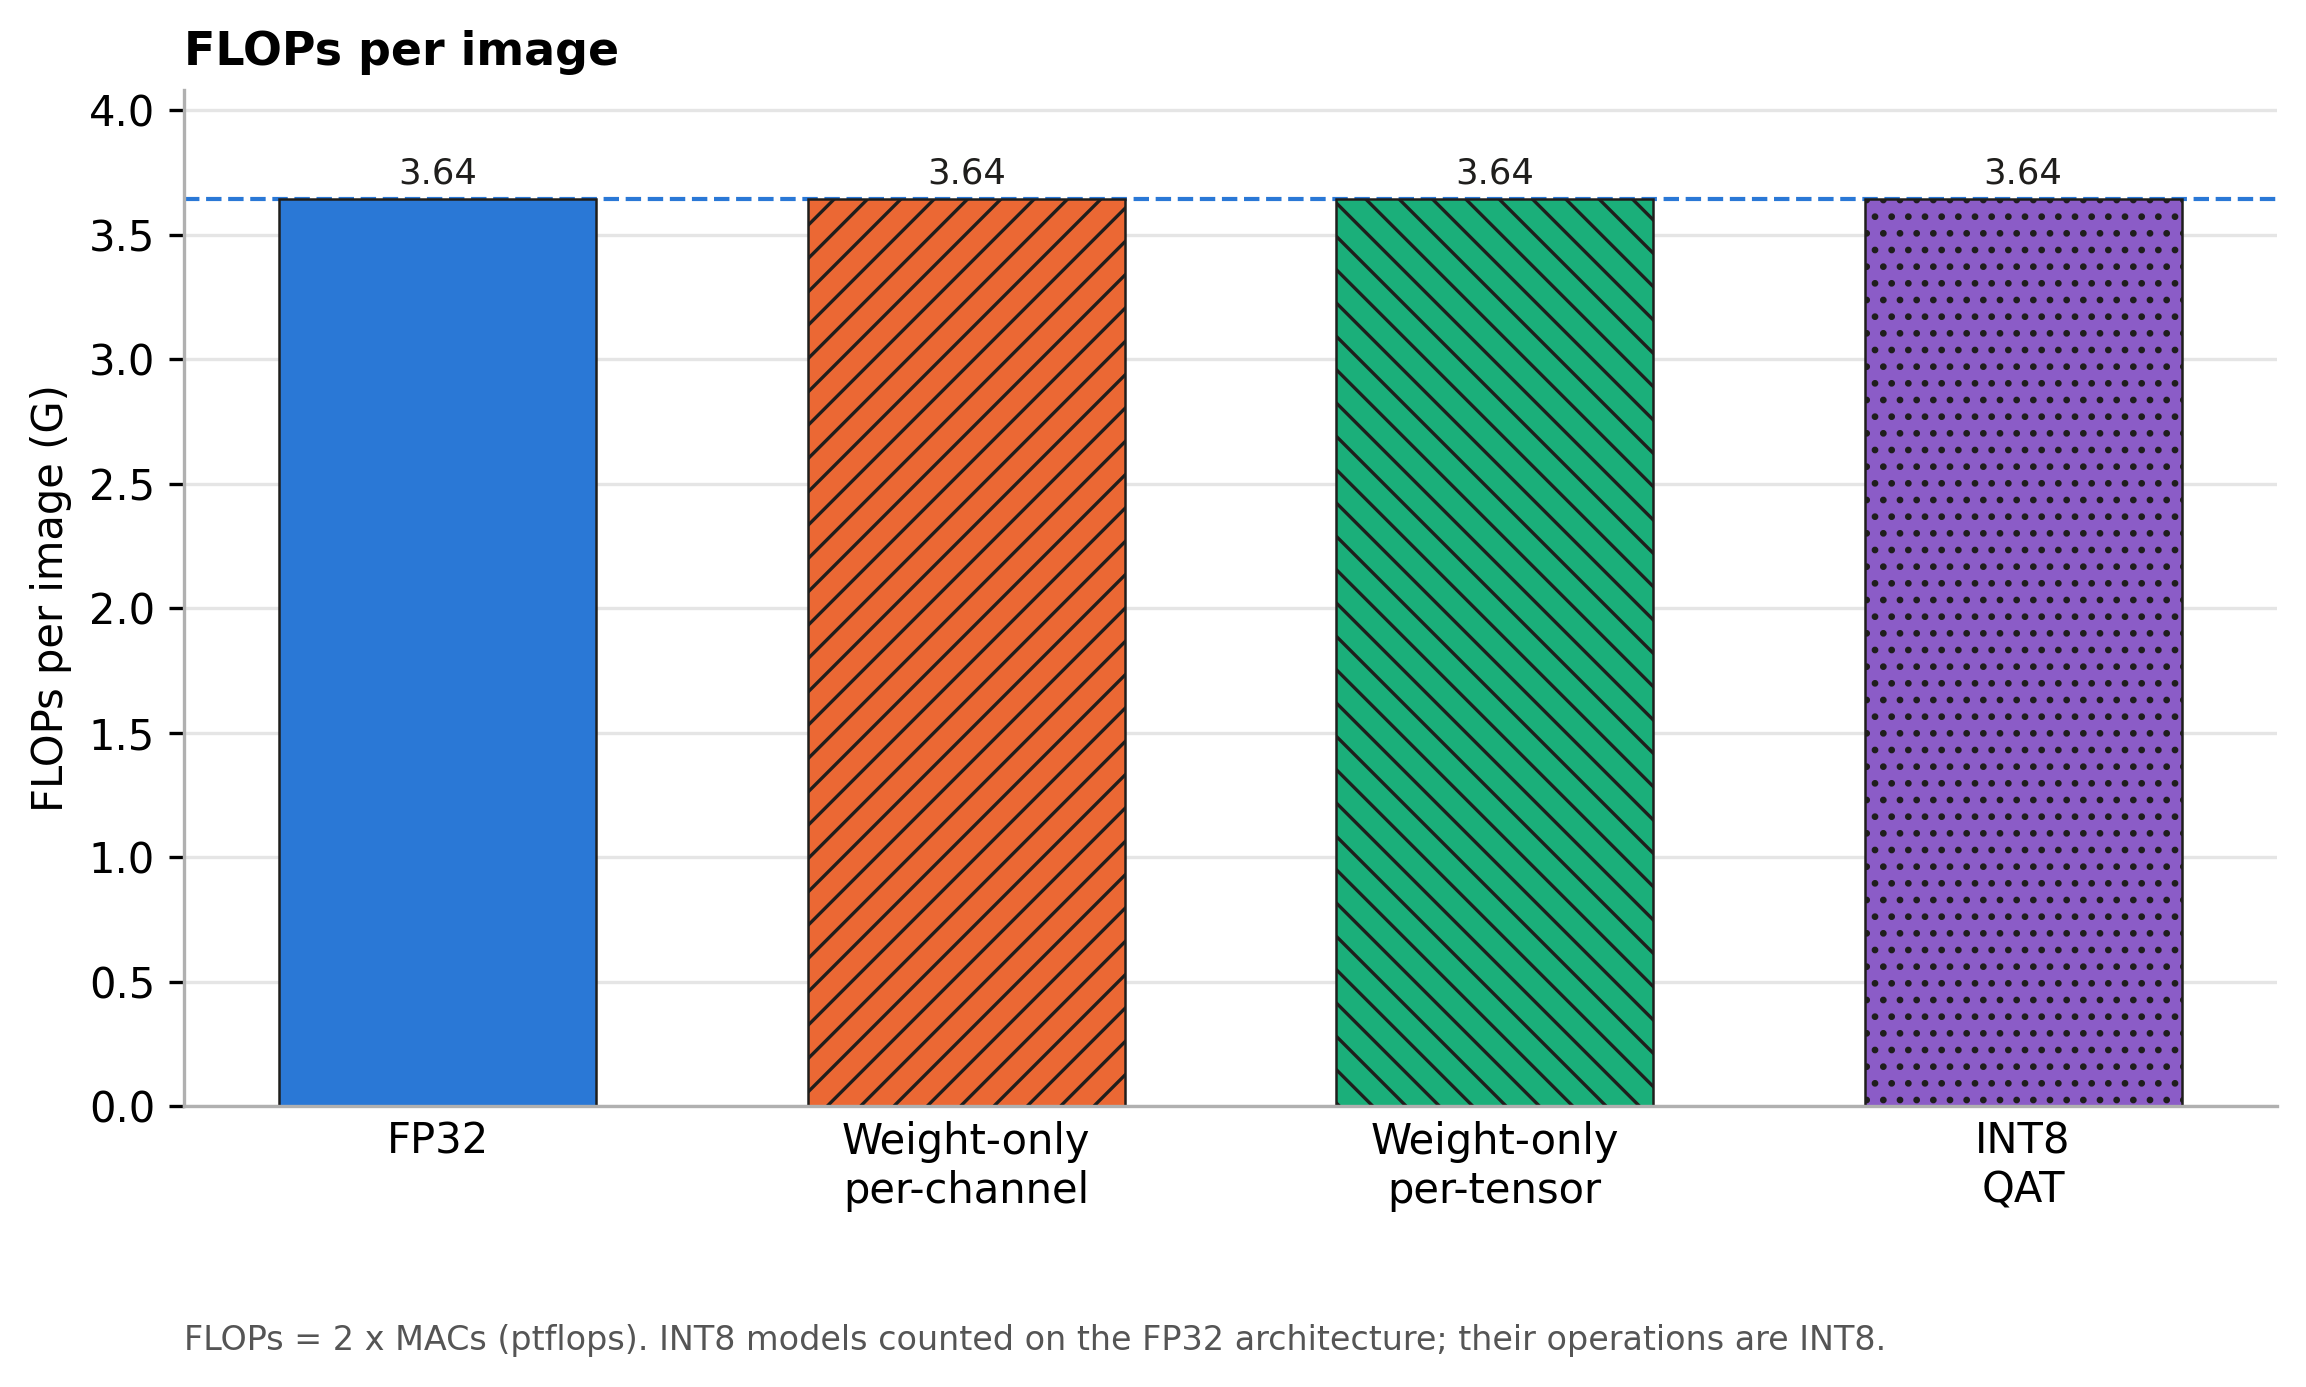 FLOPs per image
FLOPs per image (G)
4.0
3.5
3.0
2.5
2.0
1.5
1.0
0.5
0.0
3.64
3.64
3.64
3.64
FP32
Weight-only
per-channel
Weight-only
per-tensor
INT8
QAT
FLOPs = 2 x MACs (ptflops). INT8 models counted on the FP32 architecture; their operations are INT8.